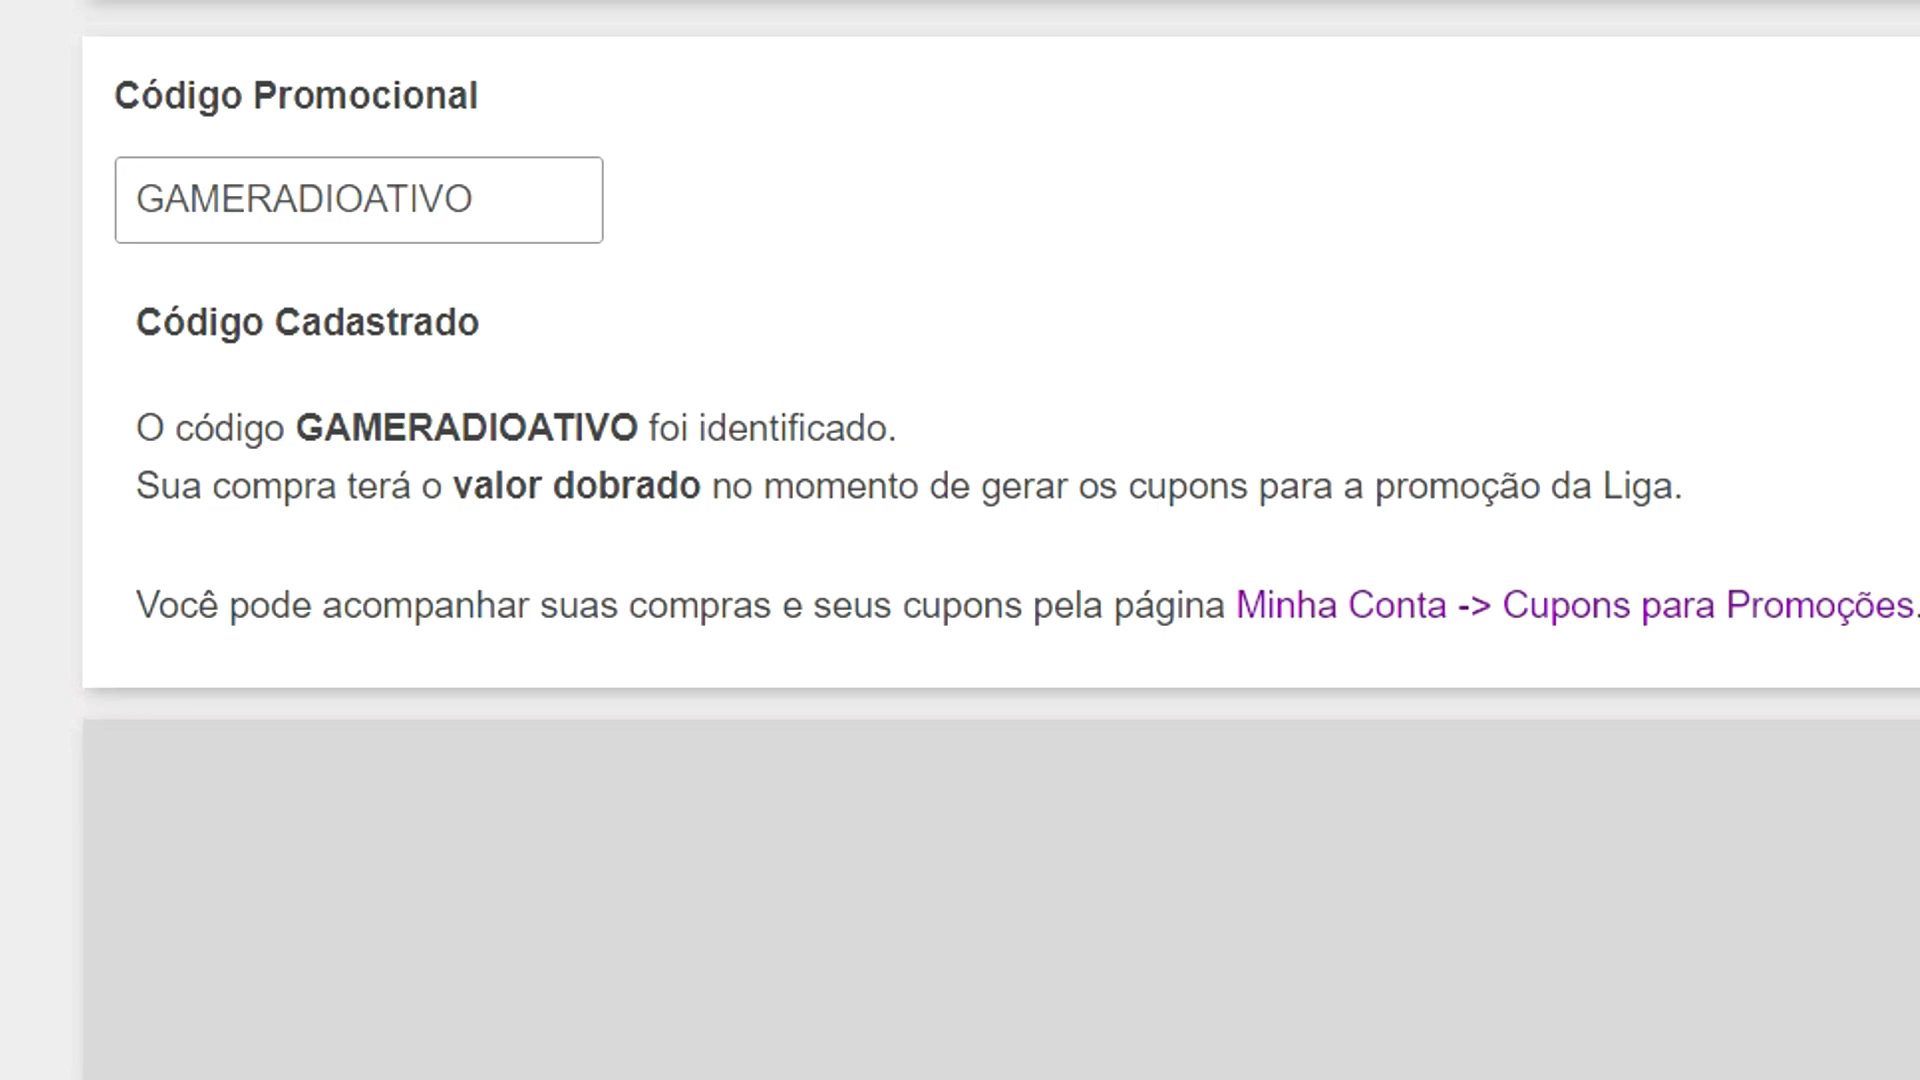 Código Promocional
GAMERADIOATIVO
Código Cadastrado
O código GAMERADIOATIVO foi identificado.
Sua compra terá o valor dobrado no momento de gerar os cupons para a promoção da Liga.
Você pode acompanhar suas compras e seus cupons pela página Minha Conta -> Cupons para Promoções.